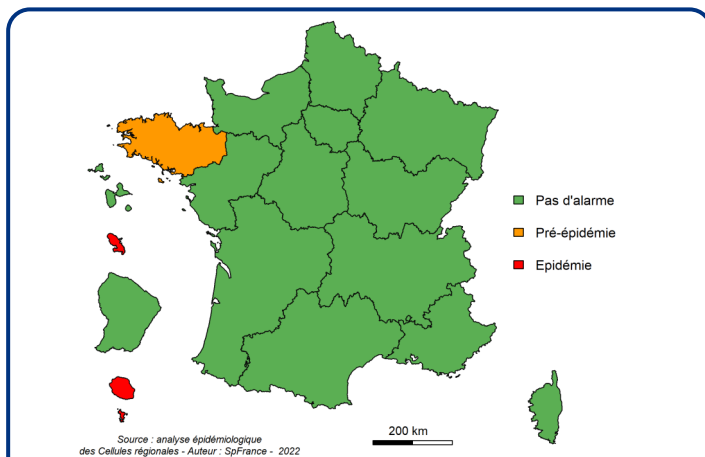 Pas d'alarme
Pré-épidémie
Epidémie
200 km
Source : analyse épidémiologique
des Cellules régionales - Auteur : SpFrance - 2022